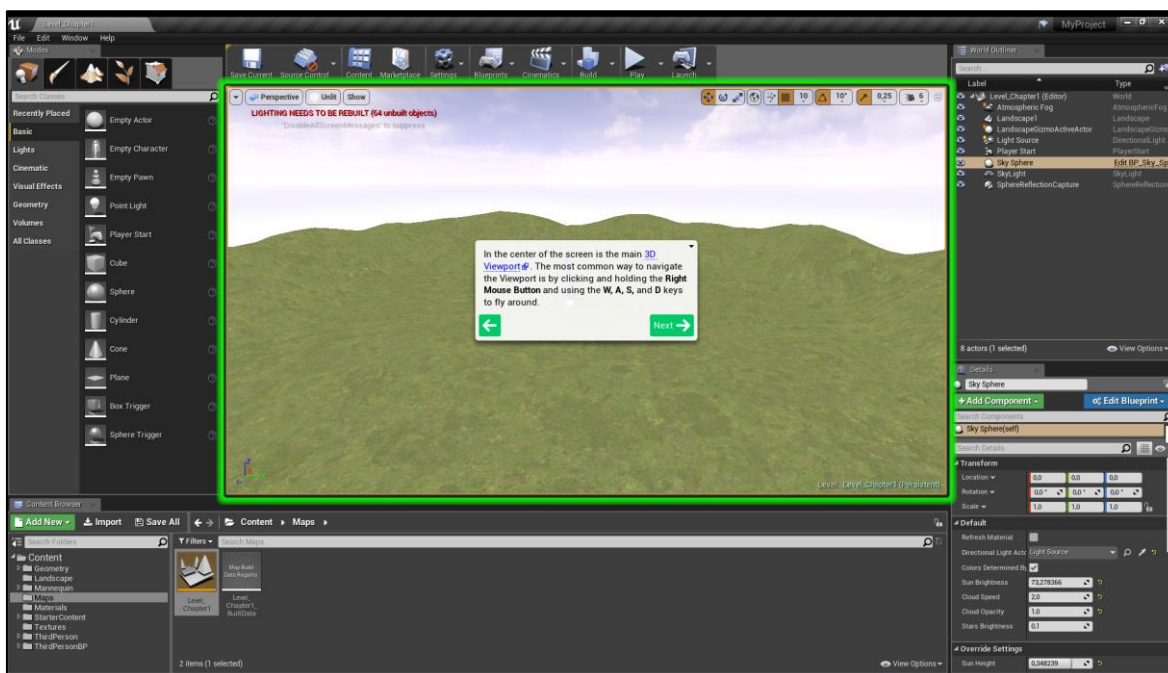 Level_Chapter1
MyProject
File Edit Window Help
Modes
Search Classes
Recently Placed
Basic
Lights
Cinematic
Visual Effects
Geometry
Volumes
All Classes
Empty Actor
Empty Character
Empty Pawn
Point Light
Player Start
Cube
Sphere
Cylinder
Cone
Plane
Box Trigger
Sphere Trigger
Save Current Source Control Content Marketplace Settings Blueprints Cinematics Build Play Launch
Perspective Unlit Show
10 10° 0,25 6
LIGHTING NEEDS TO BE REBUILT (64 unbuilt objects)
'DisableAllScreenMessages' to suppress
In the center of the screen is the main 3D
Viewport. The most common way to navigate
the Viewport is by clicking and holding the Right
Mouse Button and using the W, A, S, and D keys
to fly around.
Next
Level: Level_Chapter1 (Persistent)
World Outliner
Search...
Label Type
Level_Chapter1 (Editor) World
Atmospheric Fog AtmosphericFog
Landscape1 Landscape
LandscapeGizmoActiveActor LandscapeGizm
Light Source DirectionalLight
Player Start PlayerStart
Sky Sphere Edit BP_Sky_Sp
SkyLight SkyLight
SphereReflectionCapture SphereReflection
8 actors (1 selected) View Options
Details
Sky Sphere
+Add Component Edit Blueprint
Search Components
Sky Sphere(self)
Search Details
Transform
Location 0,0 0,0 0,0
Rotation 0,0 ° 0,0 ° 0,0 °
Scale 1,0 1,0 1,0
Default
Refresh Material
Directional Light Acto Light Source
Colors Determined By
Sun Brightness 73,278366
Cloud Speed 2,0
Cloud Opacity 1,0
Stars Brightness 0,1
Override Settings
Sun Height 0,348239
Content Browser
Add New Import Save All Content Maps
Search Folders
Content
Geometry
Landscape
Mannequin
Maps
Materials
StarterContent
Textures
ThirdPerson
ThirdPersonBP
Filters Search Maps
Map Build
Data Registry
Level_
Chapter1
Level_
Chapter1_
BuiltData
2 items (1 selected) View Options